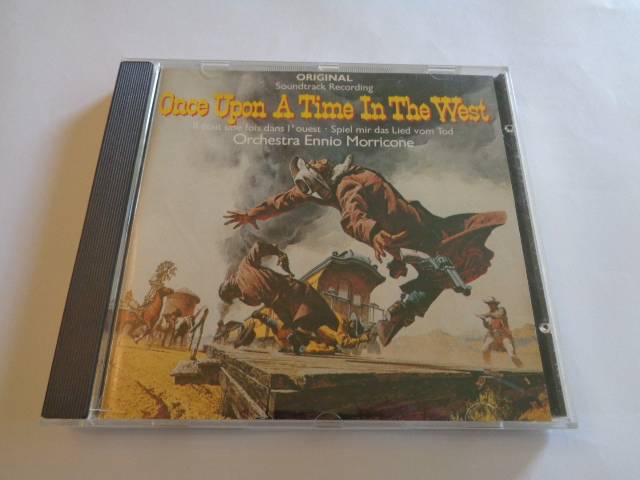 ORIGINAL
Soundtrack Recording
Once Upon A Time In The West
Il était une fois dans l'ouest · Spiel mir das Lied vom Tod
Orchestra Ennio Morricone